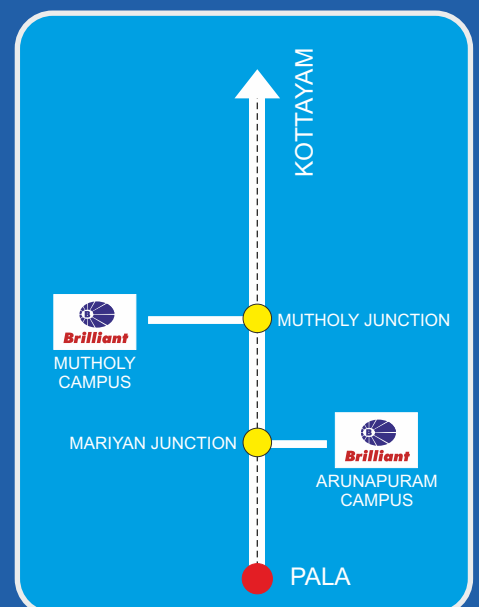 KOTTAYAM
B
Brilliant
MUTHOLY
CAMPUS
MUTHOLY JUNCTION
MARIYAN JUNCTION
B
Brilliant
ARUNAPURAM
CAMPUS
PALA